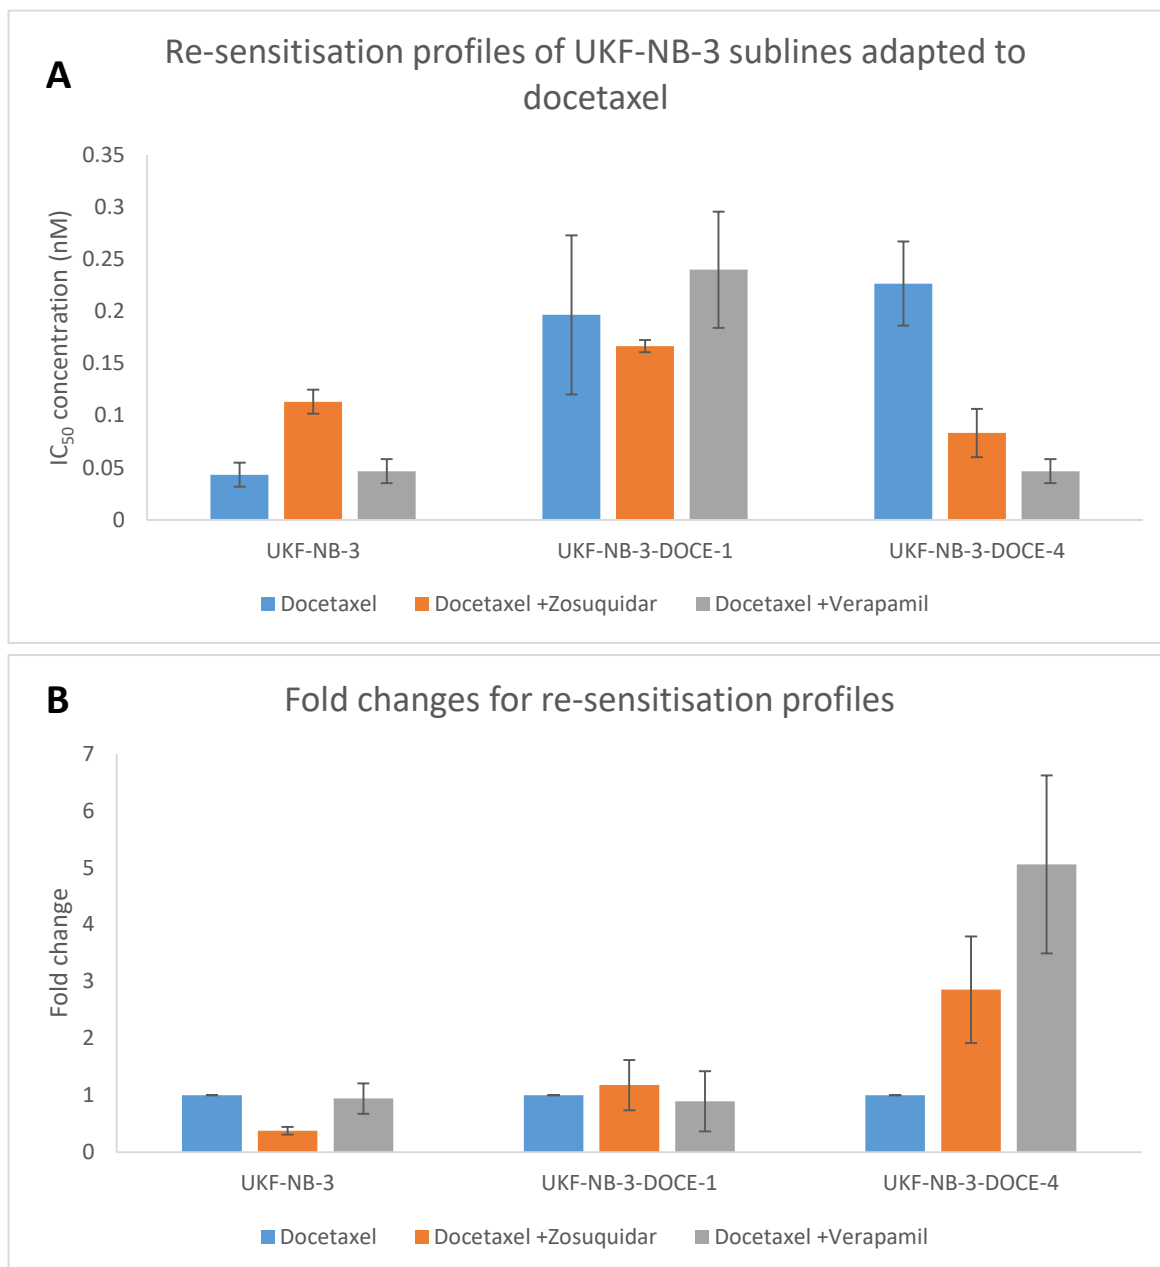 A
Re-sensitisation profiles of UKF-NB-3 sublines adapted to
docetaxel
IC50 concentration (nM)
0.35
0.3
0.25
0.2
0.15
0.1
0.05
0
UKF-NB-3
UKF-NB-3-DOCE-1
UKF-NB-3-DOCE-4
Docetaxel
Docetaxel +Zosuquidar
Docetaxel +Verapamil
B
Fold changes for re-sensitisation profiles
Fold change
7
6
5
4
3
2
1
0
UKF-NB-3
UKF-NB-3-DOCE-1
UKF-NB-3-DOCE-4
Docetaxel
Docetaxel +Zosuquidar
Docetaxel +Verapamil